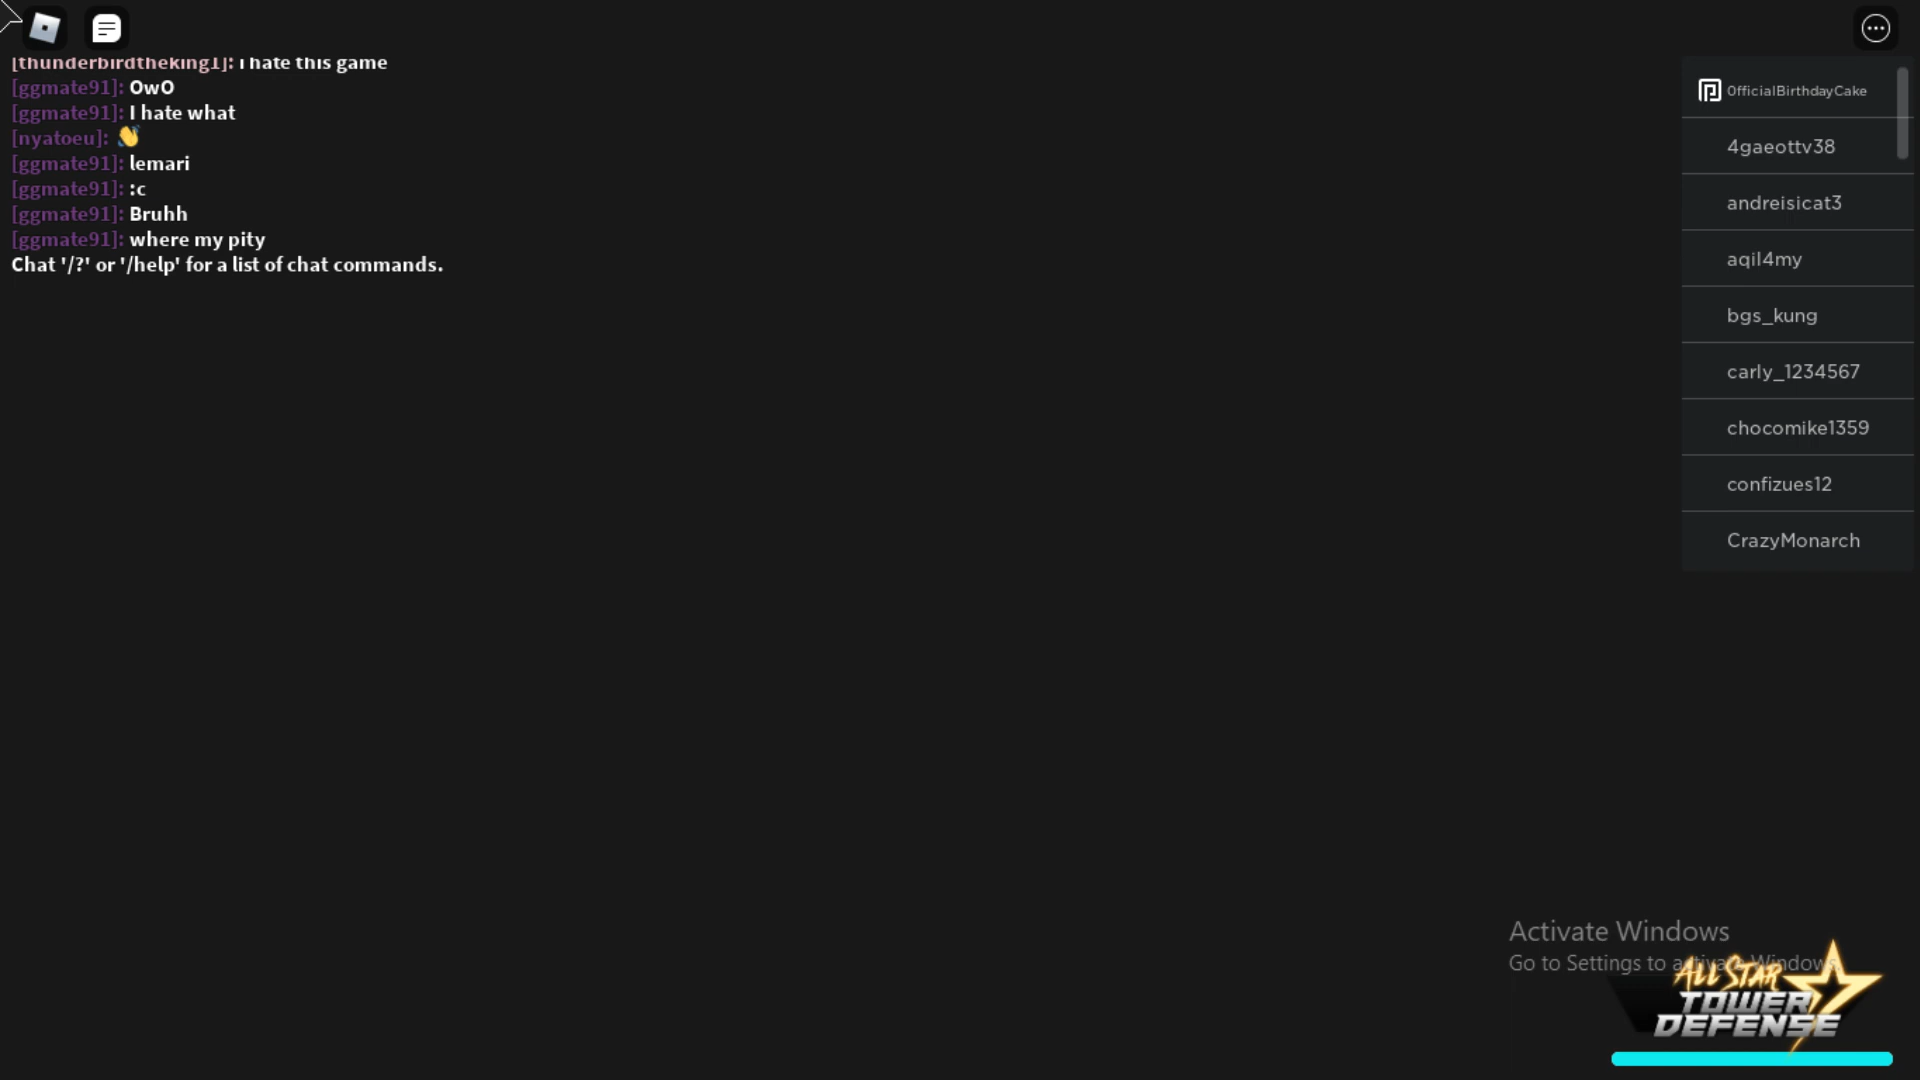 [thunderbirdtheking1]: i hate this game
[ggmate91]: OwO
[ggmate91]: I hate what
[nyatoeu]: 👋
[ggmate91]: lemari
[ggmate91]: :c
[ggmate91]: Bruhh
[ggmate91]: where my pity
Chat '/?' or '/help' for a list of chat commands.
0fficialBirthdayCake
4gaeottv38
andreisicat3
aqil4my
bgs_kung
carly_1234567
chocomike1359
confizues12
CrazyMonarch
Activate Windows
Go to Settings to activate Windows.
ALL STAR
TOWER
DEFENSE